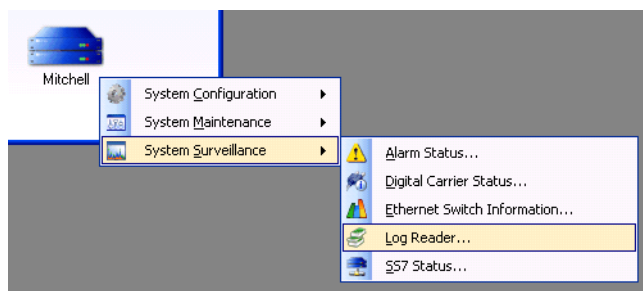 Mitchell
System Configuration
System Maintenance
System Surveillance
Alarm Status...
Digital Carrier Status...
Ethernet Switch Information...
Log Reader...
SS7 Status...